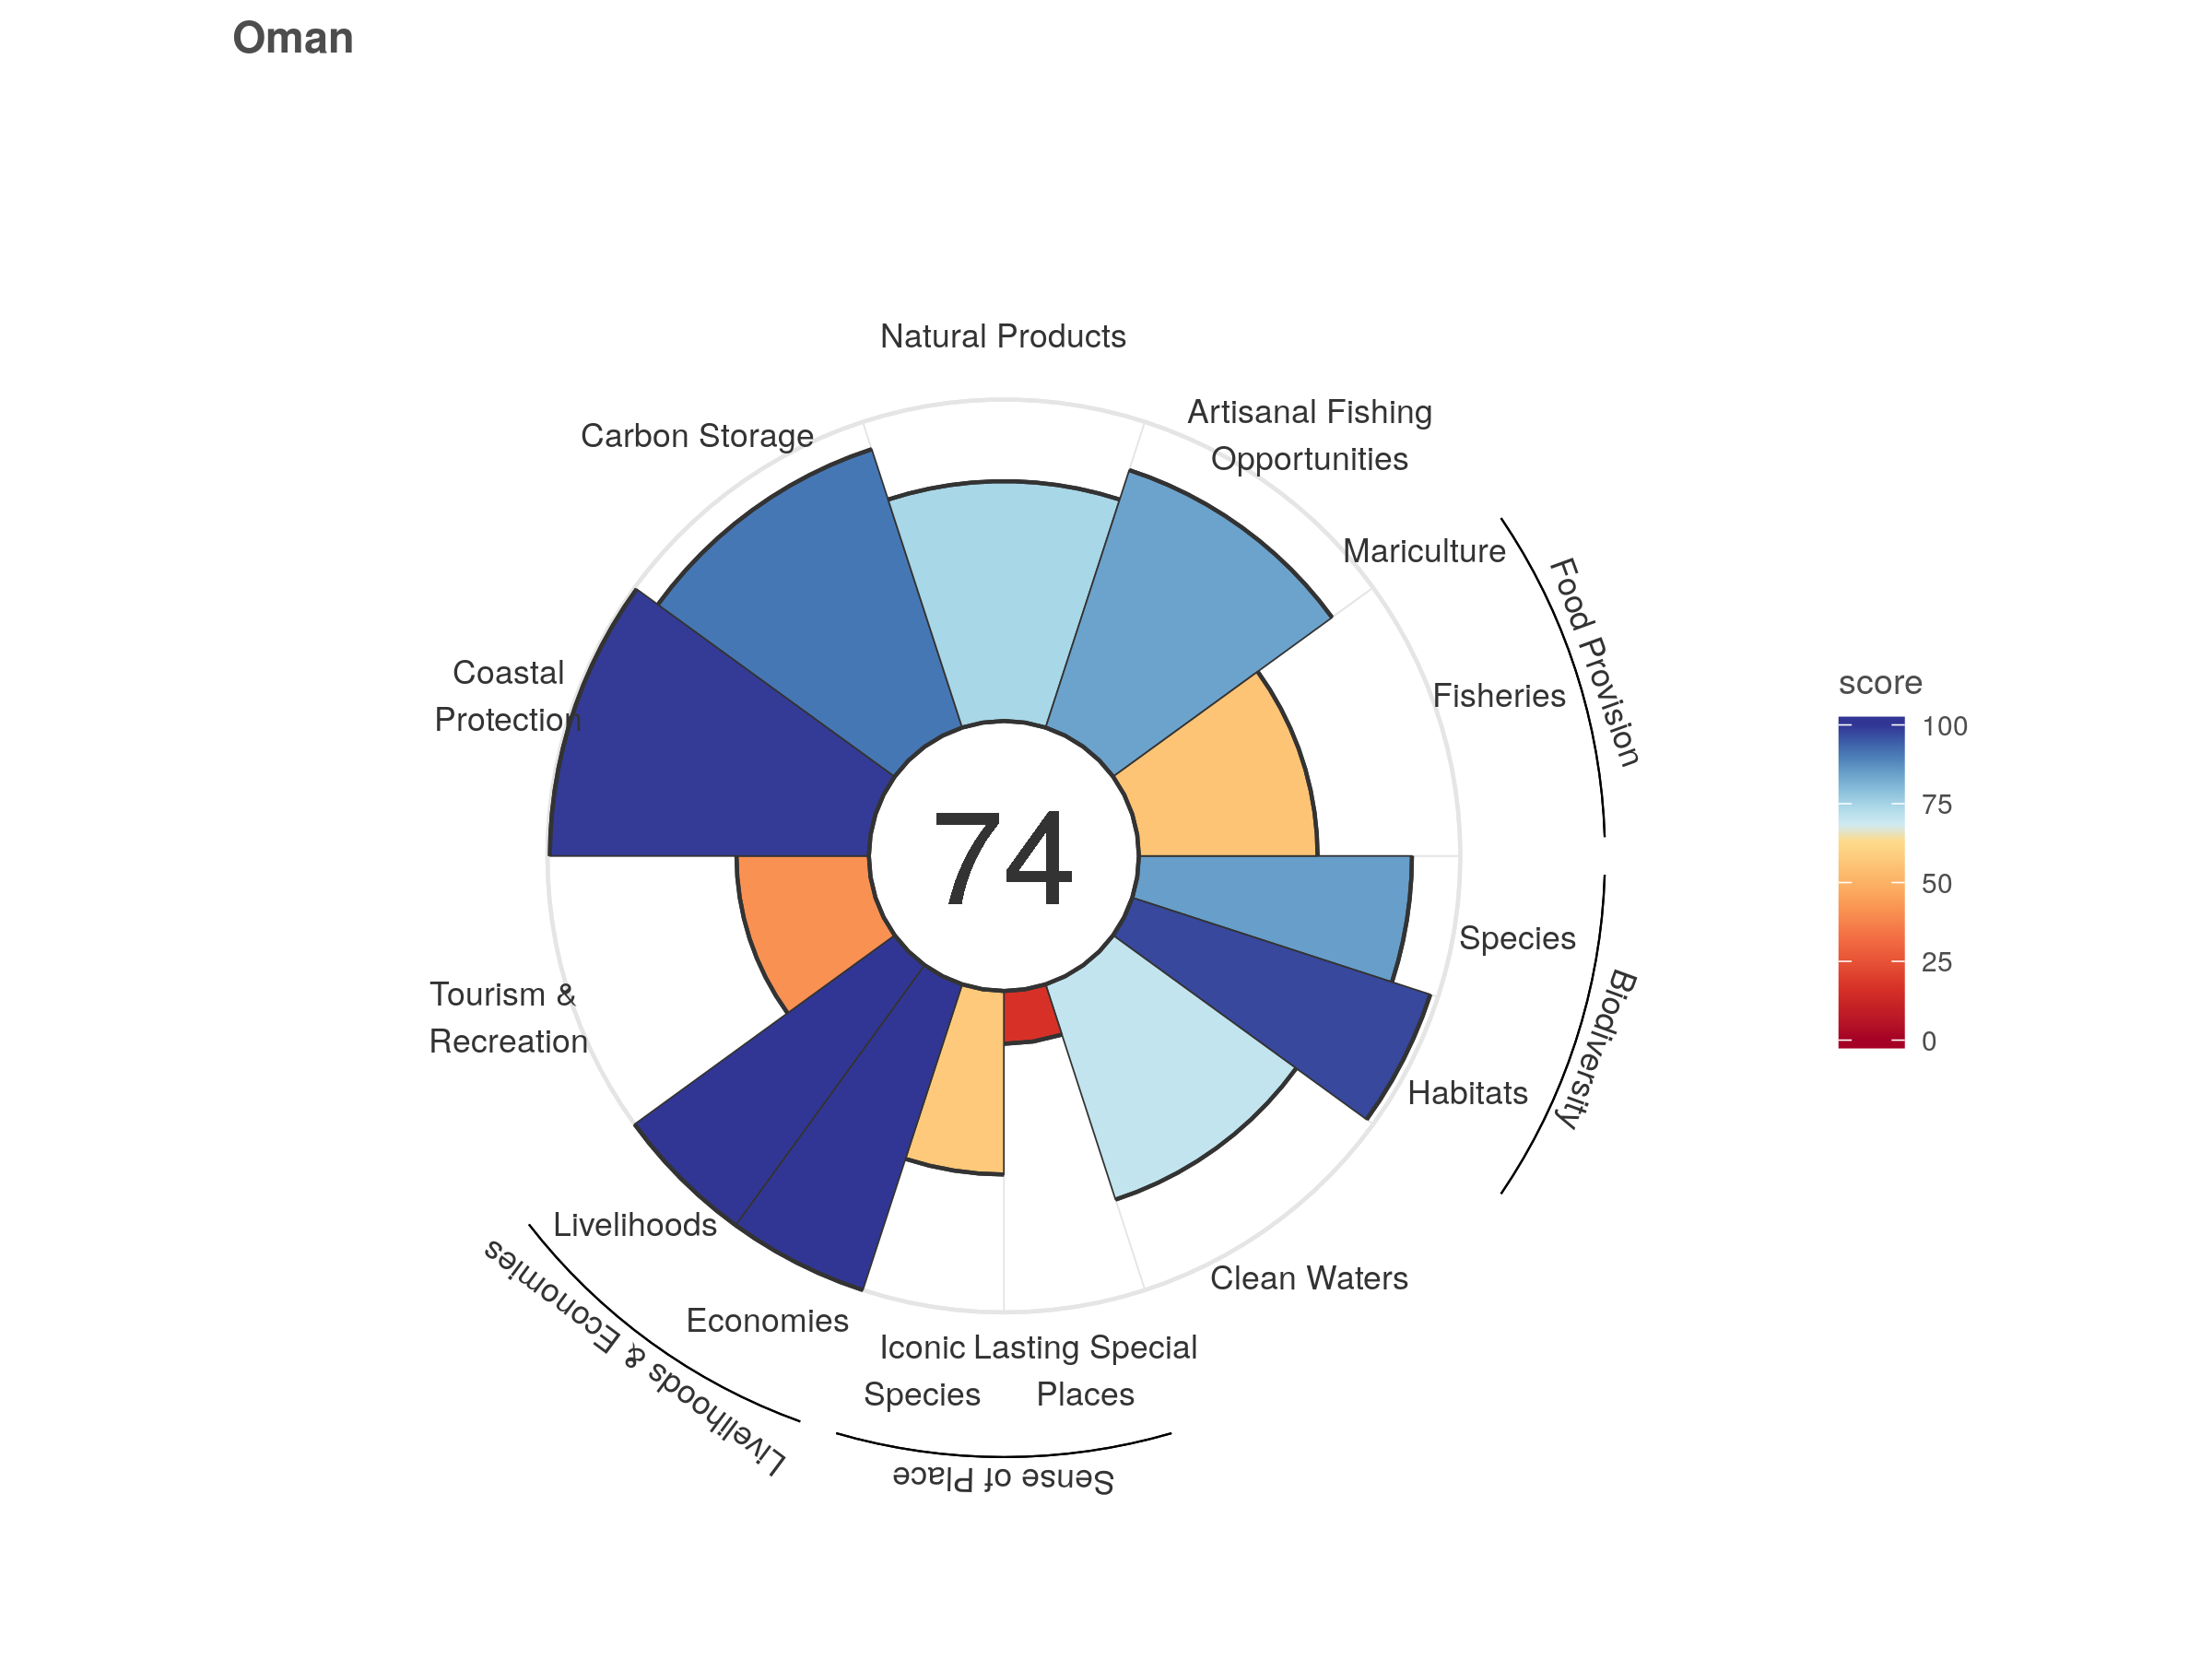 Oman
Natural Products
Artisanal Fishing
Opportunities
Carbon Storage
Mariculture
Food Provision
Fisheries
Coastal
Protection
74
Species
Biodiversity
Habitats
Tourism &
Recreation
Livelihoods
Livelihoods & Economies
Economies
Clean Waters
Iconic
Species
Lasting Special
Places
Sense of Place
score
100
75
50
25
0